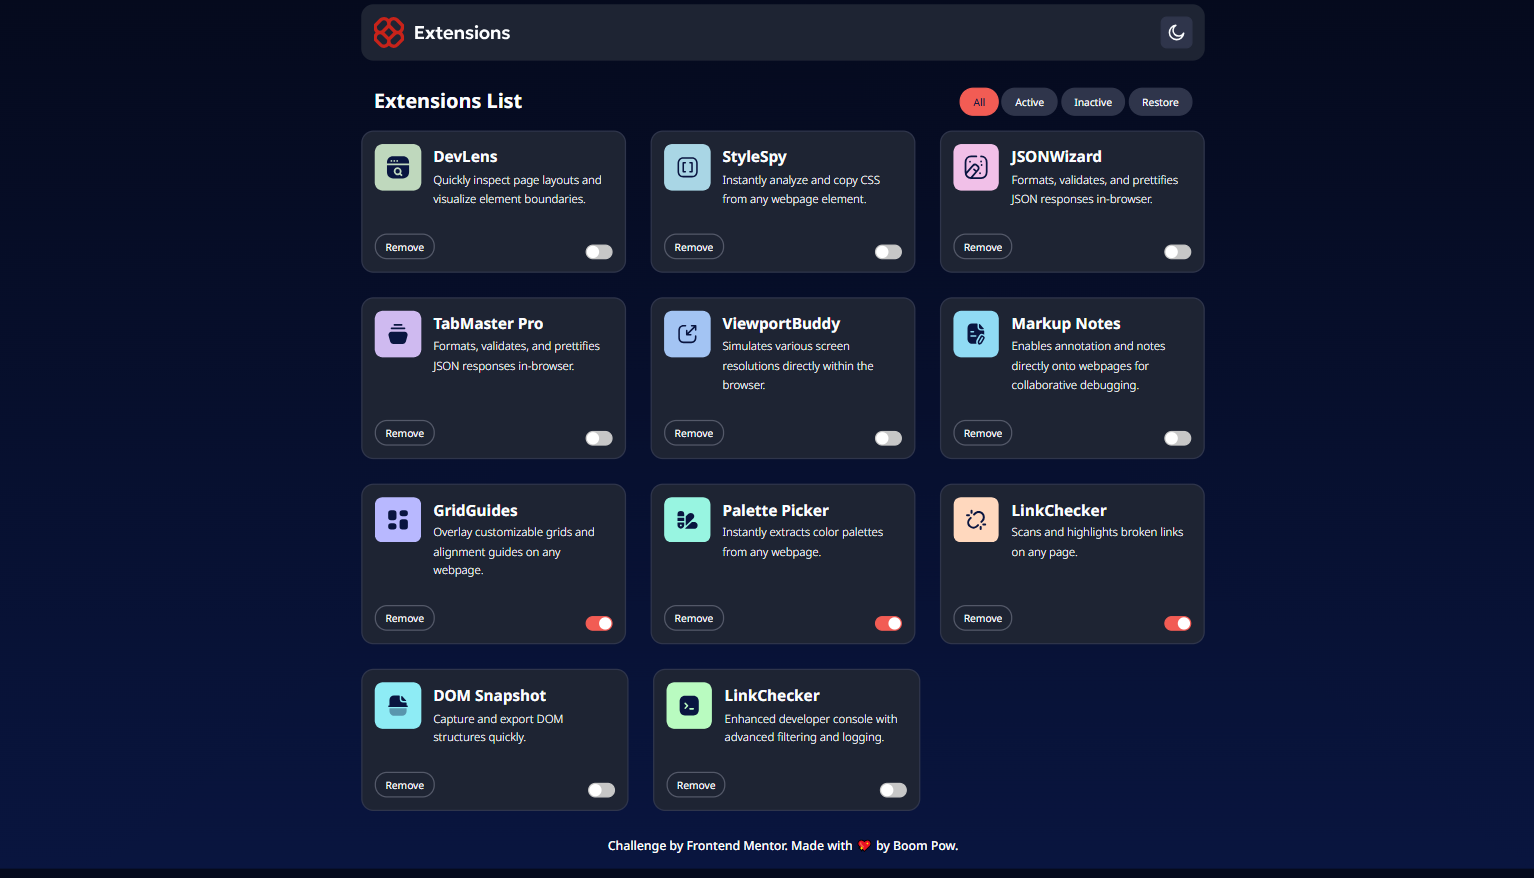 Extensions
Extensions List
All
Active
Inactive
Restore
DevLens
Quickly inspect page layouts and
visualize element boundaries.
Remove
StyleSpy
Instantly analyze and copy CSS
from any webpage element.
Remove
JSONWizard
Formats, validates, and prettifies
JSON responses in-browser.
Remove
TabMaster Pro
Formats, validates, and prettifies
JSON responses in-browser.
Remove
ViewportBuddy
Simulates various screen
resolutions directly within the
browser.
Remove
Markup Notes
Enables annotation and notes
directly onto webpages for
collaborative debugging.
Remove
GridGuides
Overlay customizable grids and
alignment guides on any
webpage.
Remove
Palette Picker
Instantly extracts color palettes
from any webpage.
Remove
LinkChecker
Scans and highlights broken links
on any page.
Remove
DOM Snapshot
Capture and export DOM
structures quickly.
Remove
LinkChecker
Enhanced developer console with
advanced filtering and logging.
Remove
Challenge by Frontend Mentor. Made with 💖 by Boom Pow.